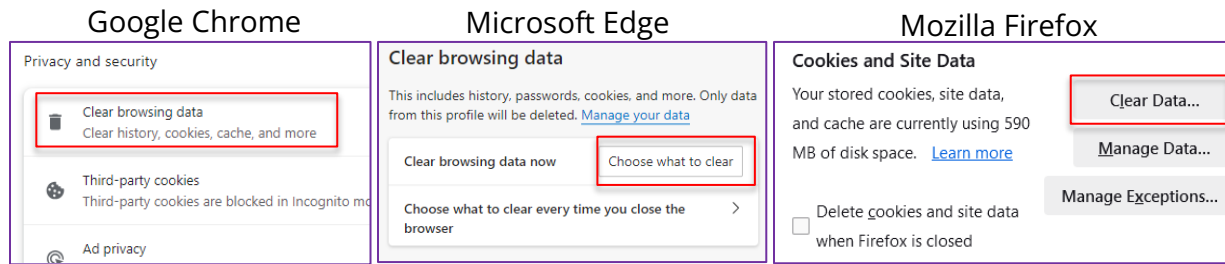 Google Chrome
Privacy and security
Clear browsing data
Clear history, cookies, cache, and more
Third-party cookies
Third-party cookies are blocked in Incognito mo
Ad privacy
Microsoft Edge
Clear browsing data
This includes history, passwords, cookies, and more. Only data
from this profile will be deleted. Manage your data
Clear browsing data now
Choose what to clear
Choose what to clear every time you close the
browser
Mozilla Firefox
Cookies and Site Data
Your stored cookies, site data,
and cache are currently using 590
MB of disk space. Learn more
Clear Data...
Manage Data...
Manage Exceptions...
Delete cookies and site data
when Firefox is closed